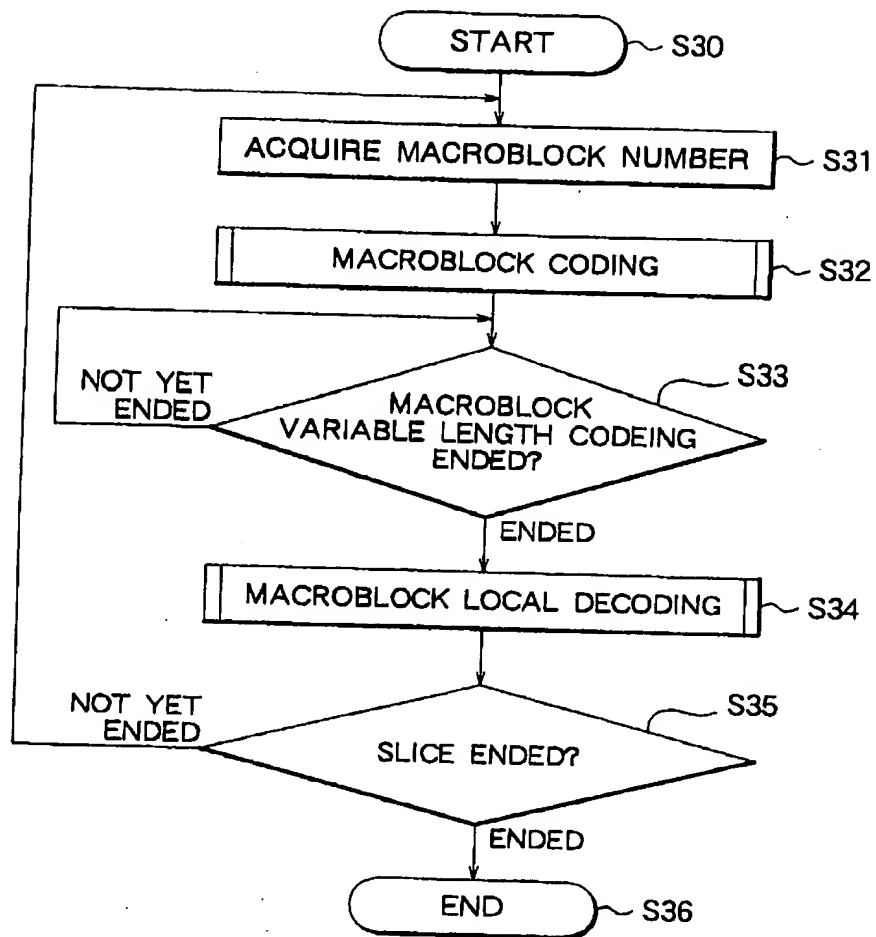 START
S30
ACQUIRE MACROBLOCK NUMBER
S31
MACROBLOCK CODING
S32
NOT YET
ENDED
S33
MACROBLOCK
VARIABLE LENGTH CODEING
ENDED?
ENDED
MACROBLOCK LOCAL DECODING
S34
NOT YET
ENDED
S35
SLICE ENDED?
ENDED
END
S36